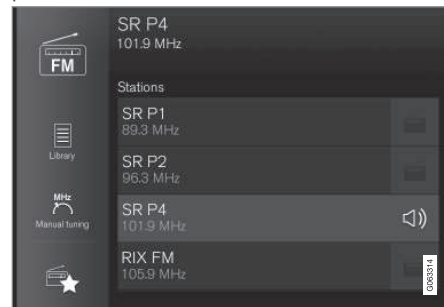 SR P4
101.9 MHz
FM
Stations
SR P1
89.3 MHz
Library
SR P2
96.3 MHz
MHz
Manual tuning
SR P4
101.9 MHz
RIX FM
105.9 MHz
G063314